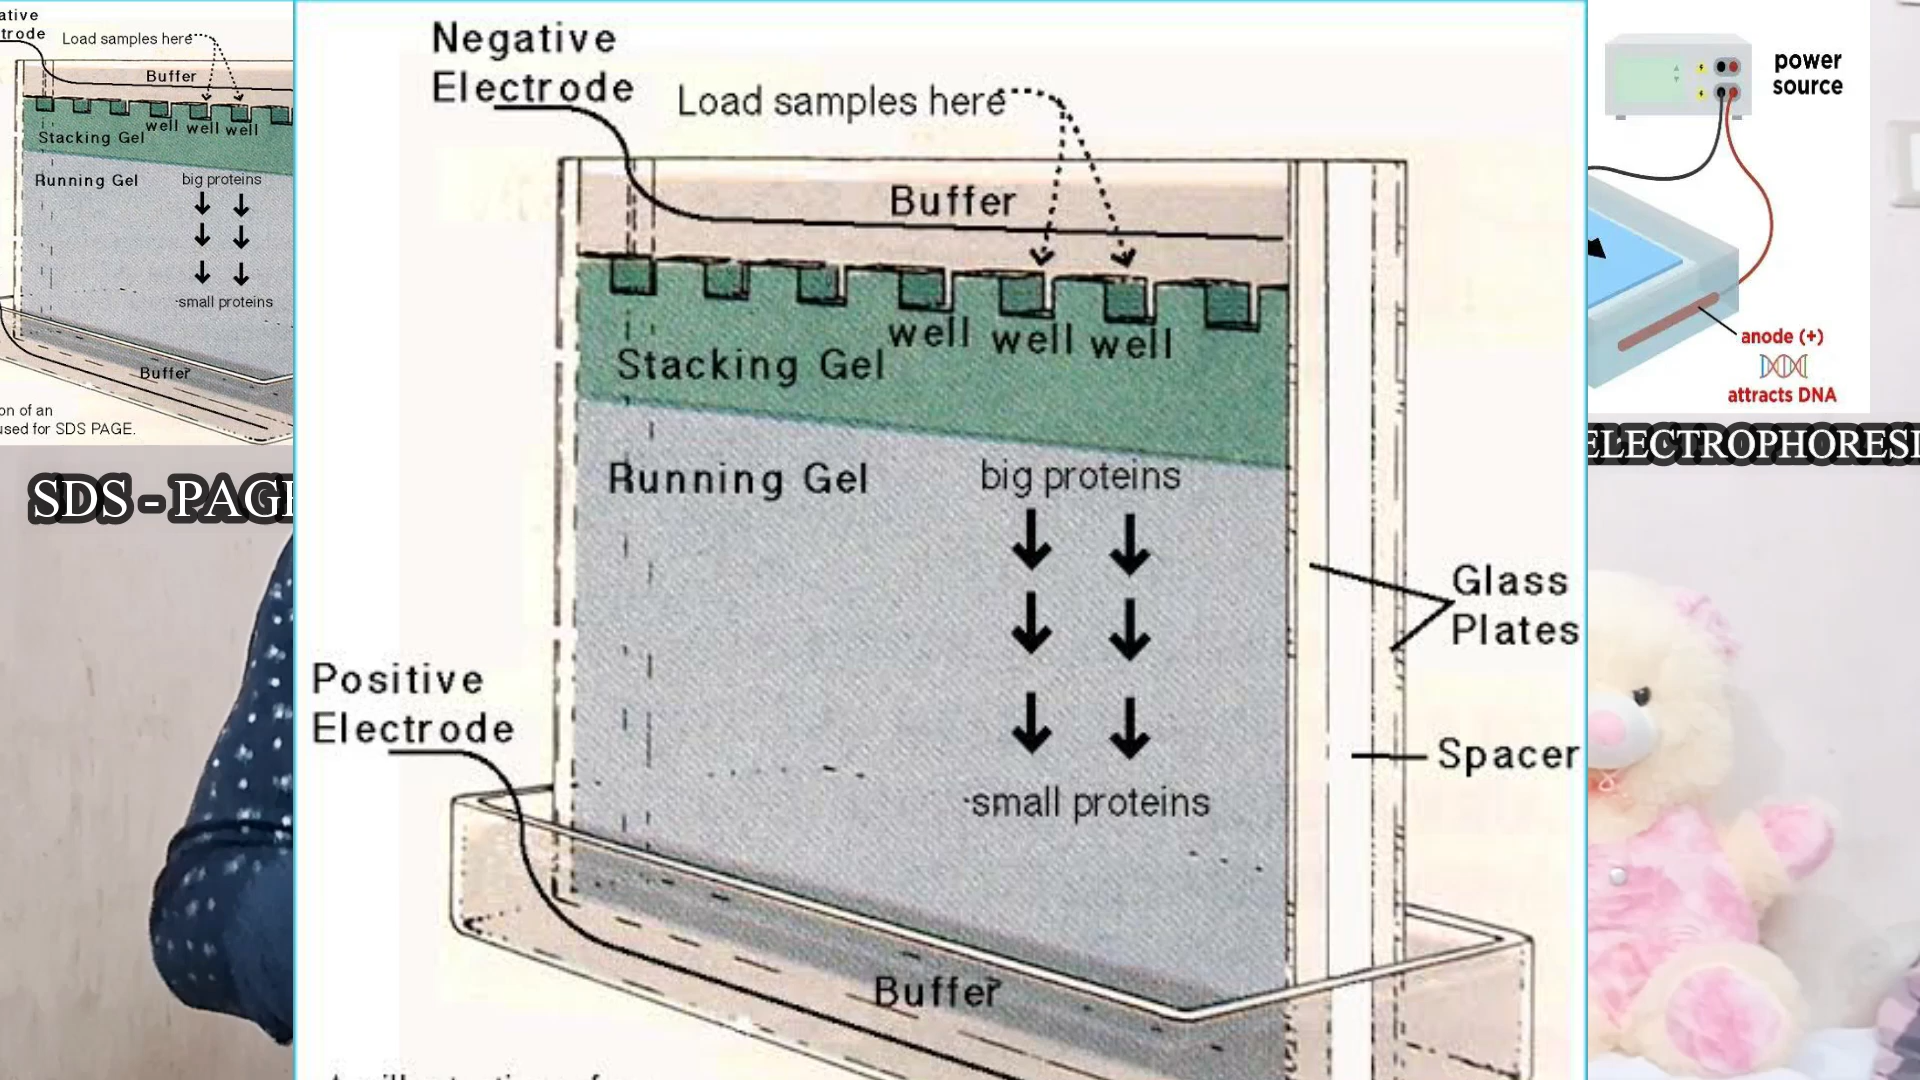 ative
trode
Load samples here
Buffer
well well well
Stacking Gel
Running Gel
big proteins
small proteins
Buffer
on of an
used for SDS PAGE.
SDS - PAGE
Negative
Electrode
Load samples here
Buffer
well well well
Stacking Gel
Running Gel
big proteins
Glass
Plates
Positive
Electrode
Spacer
small proteins
Buffer
power
source
anode (+)
attracts DNA
ELECTROPHORESI